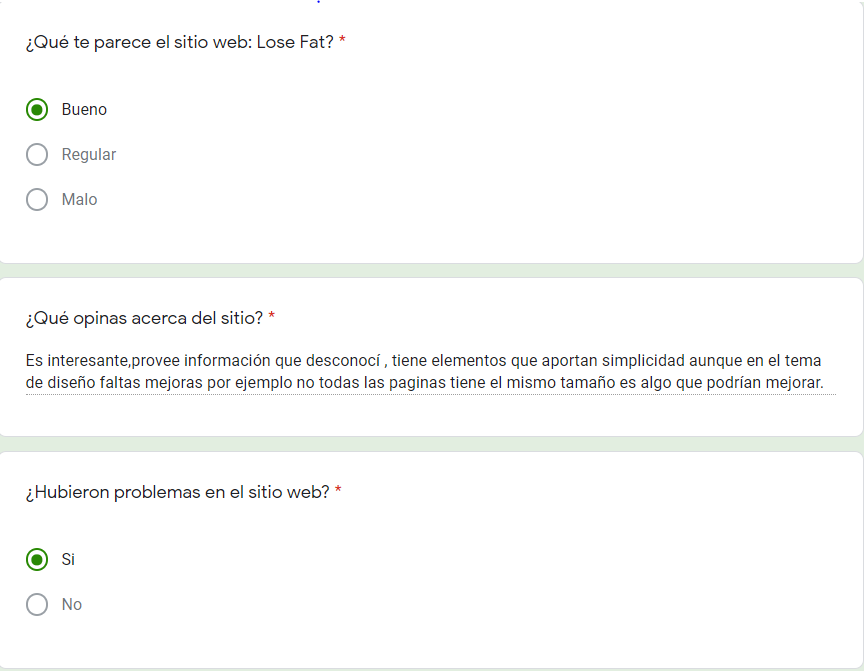 ¿Qué te parece el sitio web: Lose Fat? *
Bueno
Regular
Malo
¿Qué opinas acerca del sitio? *
Es interesante,provee información que desconocí , tiene elementos que aportan simplicidad aunque en el tema
de diseño faltas mejoras por ejemplo no todas las paginas tiene el mismo tamaño es algo que podrían mejorar.
¿Hubieron problemas en el sitio web? *
Si
No